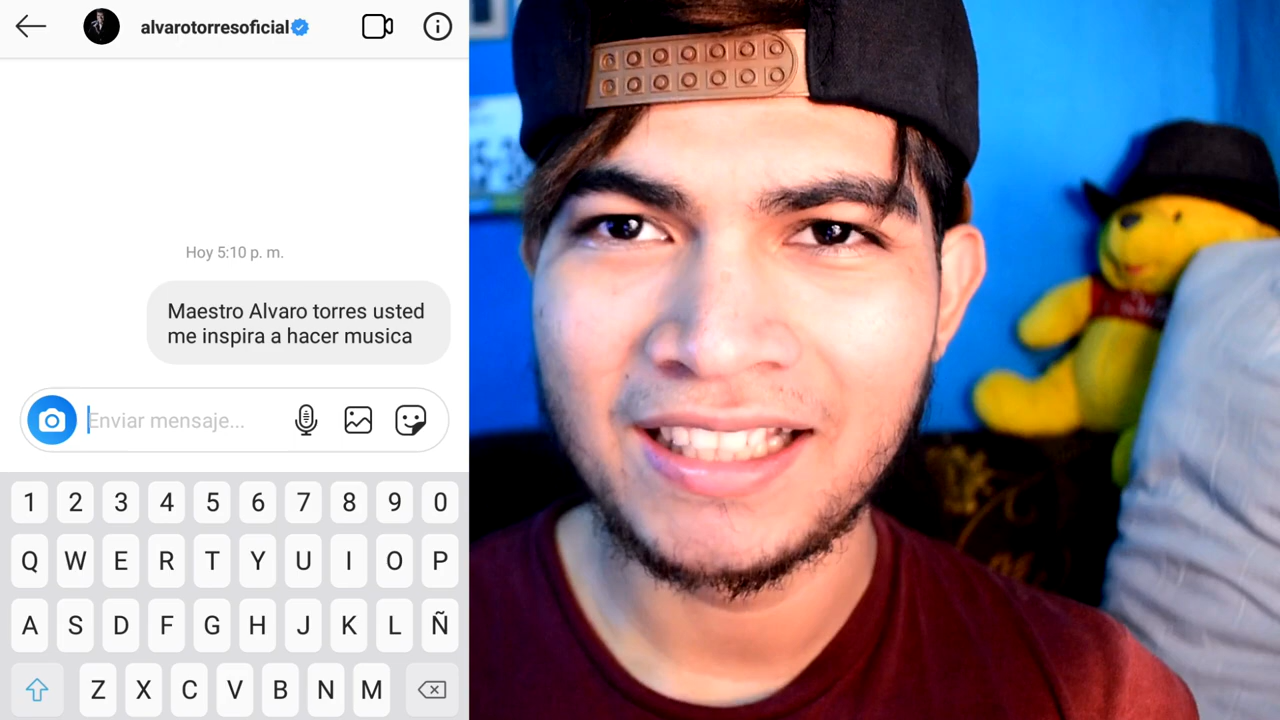 alvarotorresoficial
Hoy 5:10 p. m.
Maestro Alvaro torres usted
me inspira a hacer musica
Enviar mensaje...
1 2 3 4 5 6 7 8 9 0
Q W E R T Y U I O P
A S D F G H J K L Ñ
Z X C V B N M